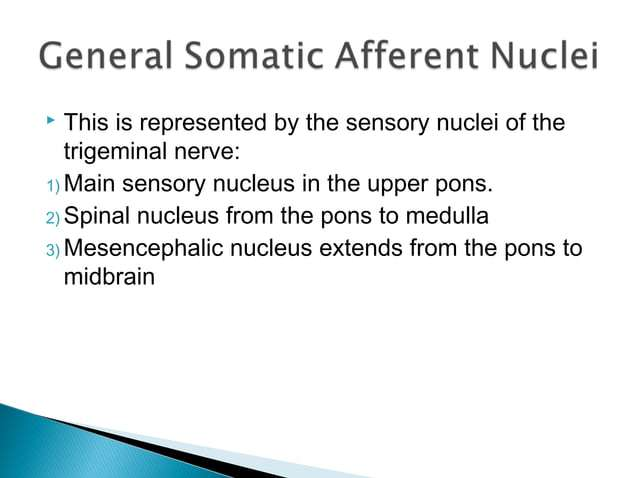 General Somatic Afferent Nuclei
▶ This is represented by the sensory nuclei of the
trigeminal nerve:
1) Main sensory nucleus in the upper pons.
2) Spinal nucleus from the pons to medulla
3) Mesencephalic nucleus extends from the pons to
midbrain